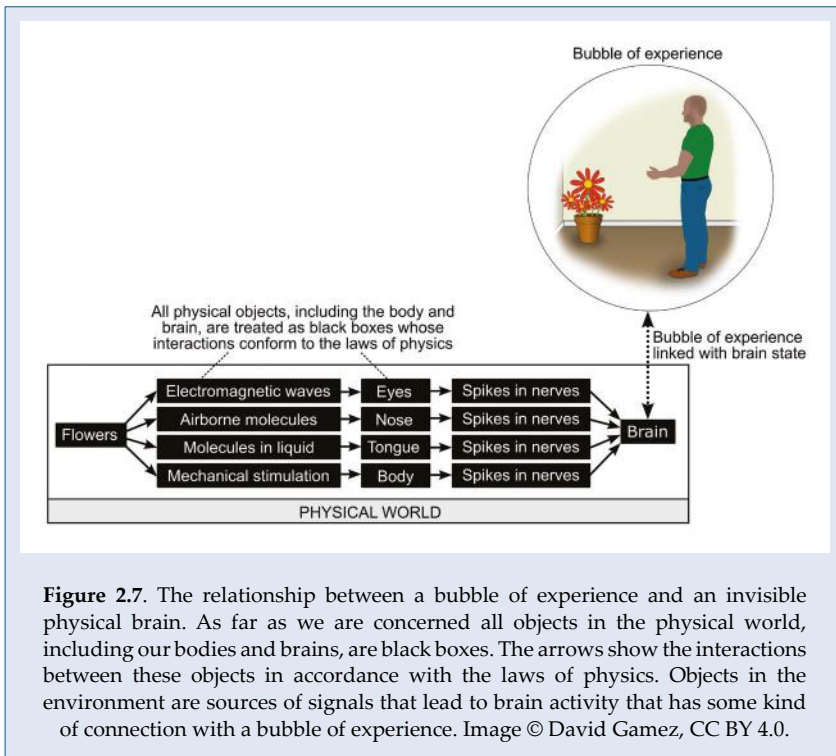 Bubble of experience
All physical objects, including the body and
brain, are treated as black boxes whose
interactions conform to the laws of physics
Bubble of experience
linked with brain state
Flowers
Electromagnetic waves
Eyes
Spikes in nerves
Airborne molecules
Nose
Spikes in nerves
Molecules in liquid
Tongue
Spikes in nerves
Mechanical stimulation
Body
Spikes in nerves
Brain
PHYSICAL WORLD
Figure 2.7. The relationship between a bubble of experience and an invisible
physical brain. As far as we are concerned all objects in the physical world,
including our bodies and brains, are black boxes. The arrows show the interactions
between these objects in accordance with the laws of physics. Objects in the
environment are sources of signals that lead to brain activity that has some kind
of connection with a bubble of experience. Image © David Gamez, CC BY 4.0.